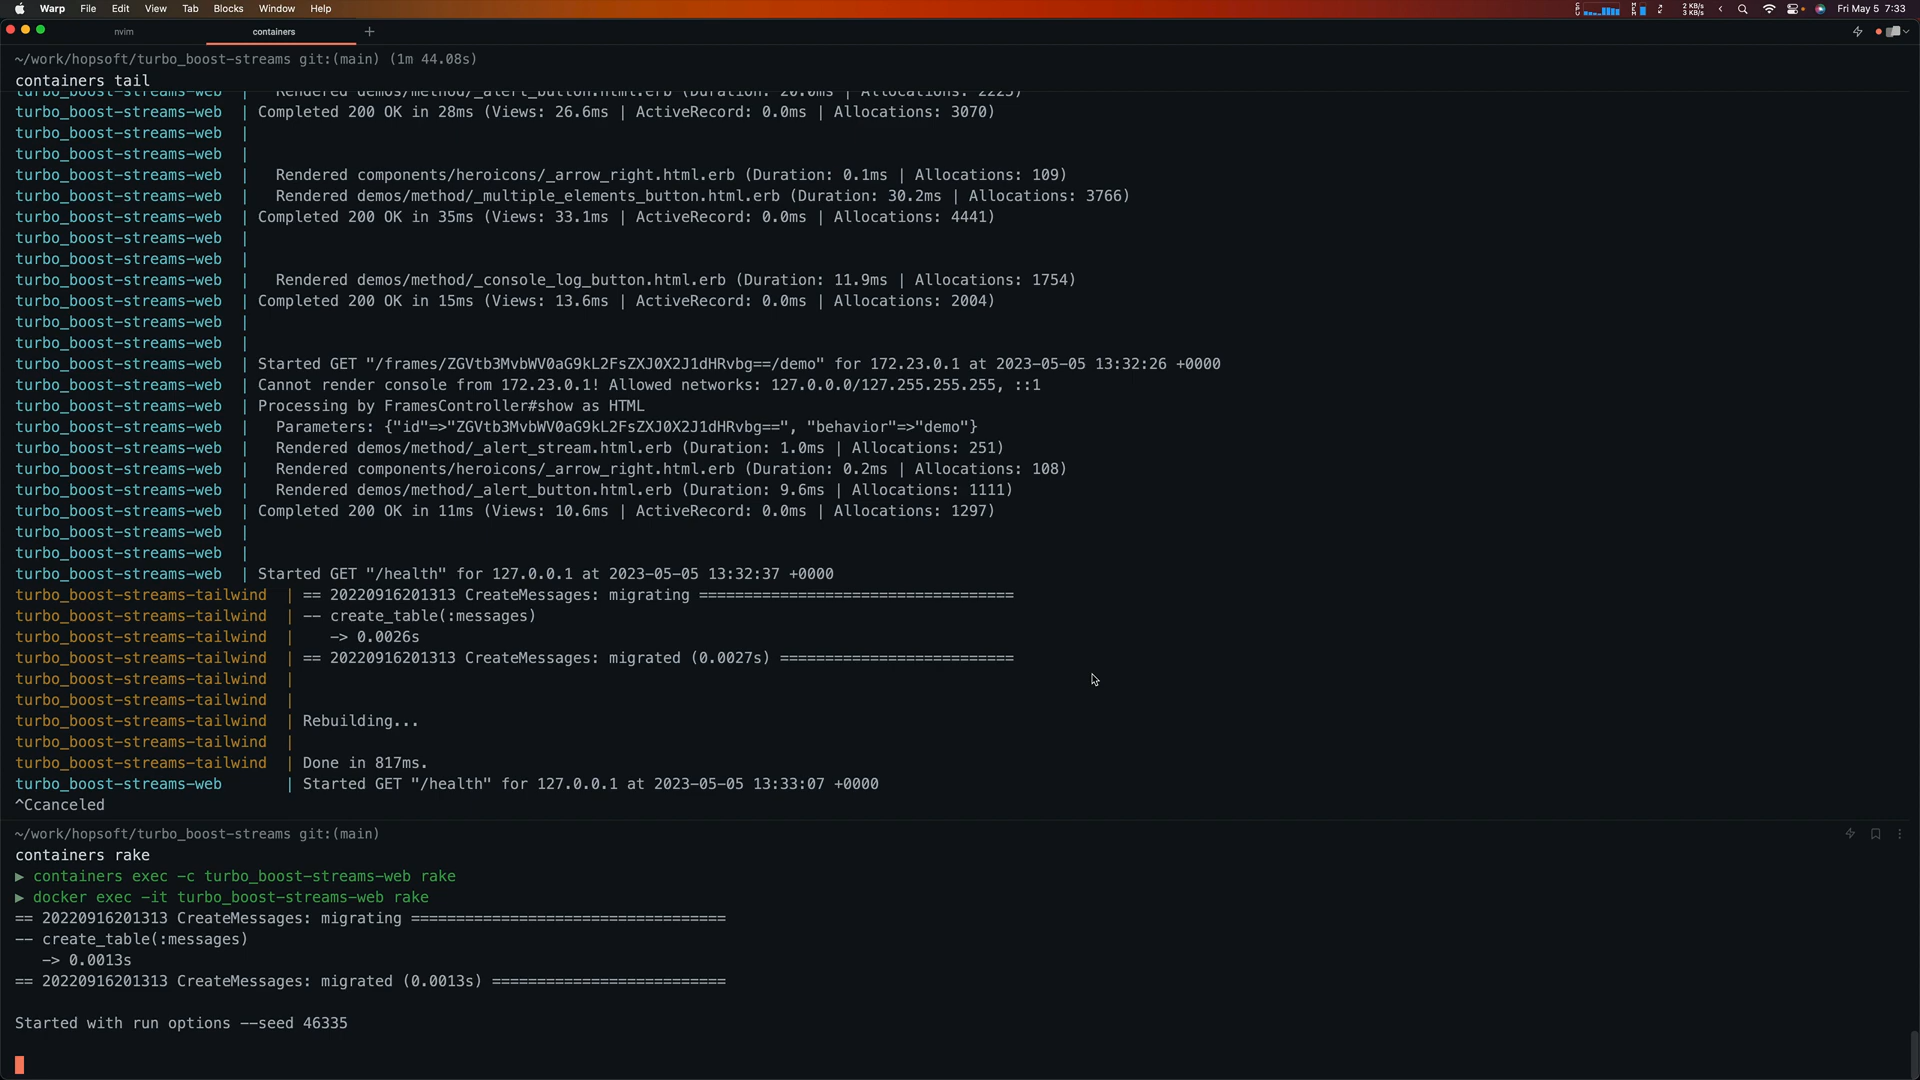 Warp File Edit View Tab Blocks Window Help 2 KB/s 3 KB/s Fri May 5 7:33
nvim containers +
~/work/hopsoft/turbo_boost-streams git:(main) (1m 44.08s)
containers tail
turbo_boost-streams-web | Rendered demos/method/_alert_button.html.erb (Duration: 20.0ms | Allocations: 2223)
turbo_boost-streams-web | Completed 200 OK in 28ms (Views: 26.6ms | ActiveRecord: 0.0ms | Allocations: 3070)
turbo_boost-streams-web |
turbo_boost-streams-web |
turbo_boost-streams-web | Rendered components/heroicons/_arrow_right.html.erb (Duration: 0.1ms | Allocations: 109)
turbo_boost-streams-web | Rendered demos/method/_multiple_elements_button.html.erb (Duration: 30.2ms | Allocations: 3766)
turbo_boost-streams-web | Completed 200 OK in 35ms (Views: 33.1ms | ActiveRecord: 0.0ms | Allocations: 4441)
turbo_boost-streams-web |
turbo_boost-streams-web |
turbo_boost-streams-web | Rendered demos/method/_console_log_button.html.erb (Duration: 11.9ms | Allocations: 1754)
turbo_boost-streams-web | Completed 200 OK in 15ms (Views: 13.6ms | ActiveRecord: 0.0ms | Allocations: 2004)
turbo_boost-streams-web |
turbo_boost-streams-web |
turbo_boost-streams-web | Started GET "/frames/ZGVtb3MvbWV0aG9kL2FsZXJ0X2J1dHRvbg==/demo" for 172.23.0.1 at 2023-05-05 13:32:26 +0000
turbo_boost-streams-web | Cannot render console from 172.23.0.1! Allowed networks: 127.0.0.0/127.255.255.255, ::1
turbo_boost-streams-web | Processing by FramesController#show as HTML
turbo_boost-streams-web | Parameters: {"id"=>"ZGVtb3MvbWV0aG9kL2FsZXJ0X2J1dHRvbg==", "behavior"=>"demo"}
turbo_boost-streams-web | Rendered demos/method/_alert_stream.html.erb (Duration: 1.0ms | Allocations: 251)
turbo_boost-streams-web | Rendered components/heroicons/_arrow_right.html.erb (Duration: 0.2ms | Allocations: 108)
turbo_boost-streams-web | Rendered demos/method/_alert_button.html.erb (Duration: 9.6ms | Allocations: 1111)
turbo_boost-streams-web | Completed 200 OK in 11ms (Views: 10.6ms | ActiveRecord: 0.0ms | Allocations: 1297)
turbo_boost-streams-web |
turbo_boost-streams-web |
turbo_boost-streams-web | Started GET "/health" for 127.0.0.1 at 2023-05-05 13:32:37 +0000
turbo_boost-streams-tailwind | == 20220916201313 CreateMessages: migrating ===================================
turbo_boost-streams-tailwind | -- create_table(:messages)
turbo_boost-streams-tailwind | -> 0.0026s
turbo_boost-streams-tailwind | == 20220916201313 CreateMessages: migrated (0.0027s) ==========================
turbo_boost-streams-tailwind |
turbo_boost-streams-tailwind |
turbo_boost-streams-tailwind | Rebuilding...
turbo_boost-streams-tailwind |
turbo_boost-streams-tailwind | Done in 817ms.
turbo_boost-streams-web | Started GET "/health" for 127.0.0.1 at 2023-05-05 13:33:07 +0000
^Ccanceled
~/work/hopsoft/turbo_boost-streams git:(main)
containers rake
▶ containers exec -c turbo_boost-streams-web rake
▶ docker exec -it turbo_boost-streams-web rake
== 20220916201313 CreateMessages: migrating ===================================
-- create_table(:messages)
-> 0.0013s
== 20220916201313 CreateMessages: migrated (0.0013s) ==========================
Started with run options --seed 46335